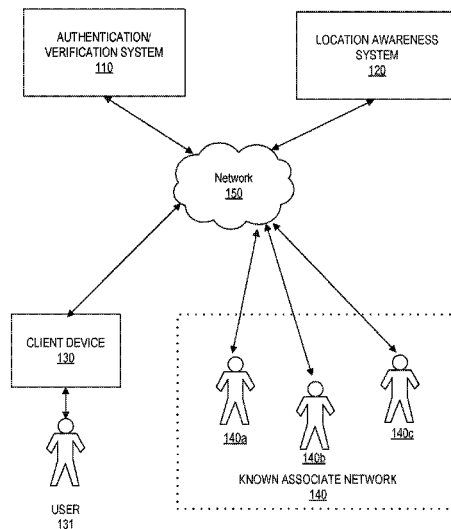 AUTHENTICATION/
VERIFICATION SYSTEM
110
LOCATION AWARENESS
SYSTEM
120
Network
150
CLIENT DEVICE
130
140a
140b
140c
KNOWN ASSOCIATE NETWORK
140
USER
131